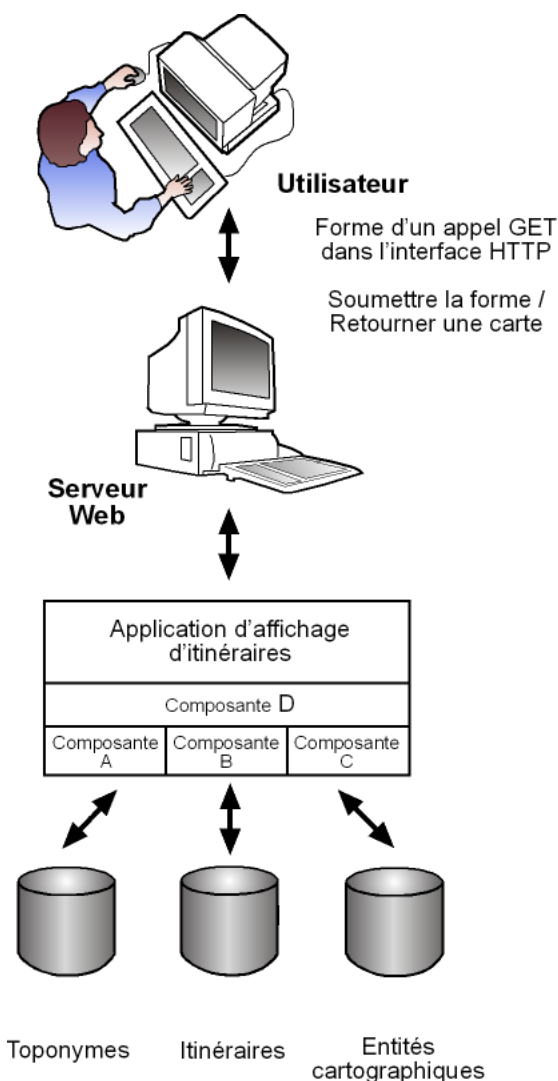 Utilisateur
Forme d'un appel GET
dans l'interface HTTP
Soumettre la forme /
Retourner une carte
Serveur
Web
Application d'affichage
d'itinéraires
Composante D
Composante
A
Composante
B
Composante
C
Toponymes
Itinéraires
Entités
cartographiques